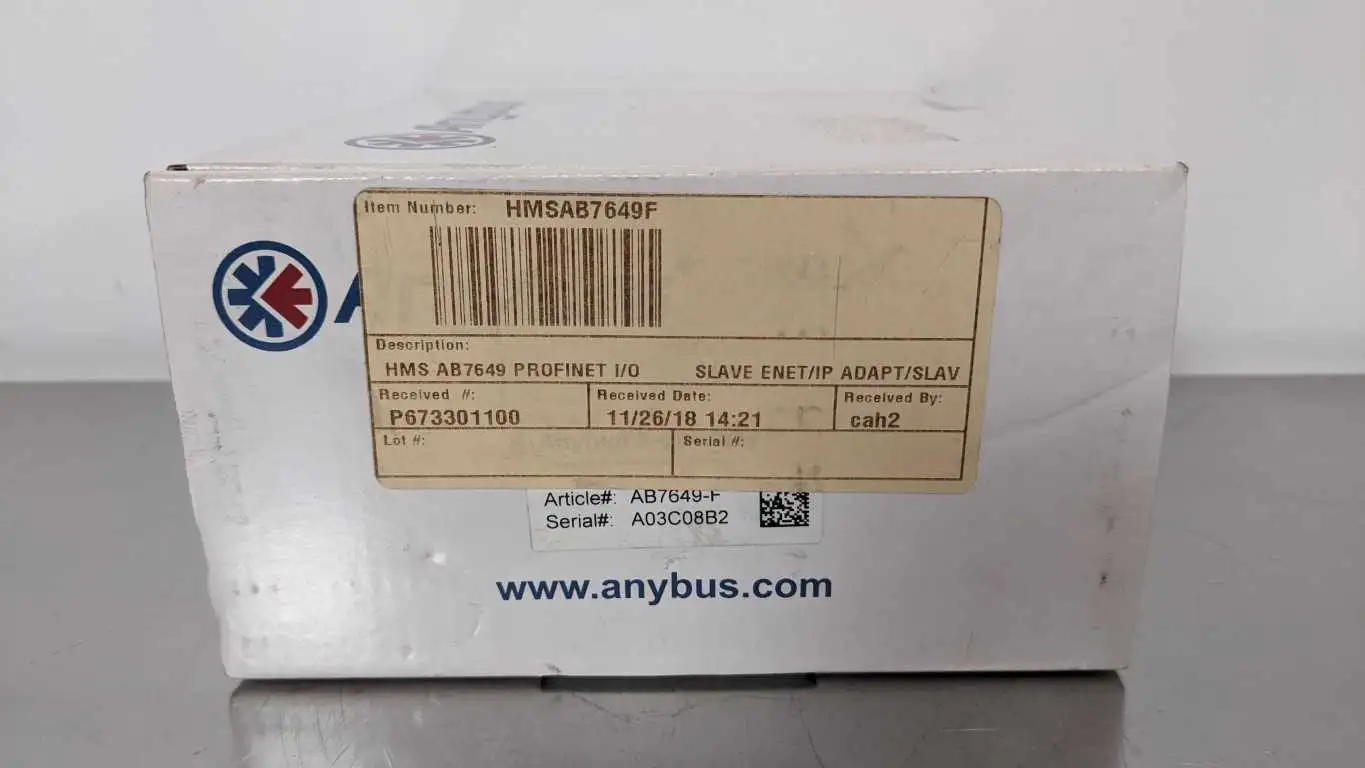 Item Number: HMSAB7649F
Description:
HMS AB7649 PROFINET I/O SLAVE ENET/IP ADAPT/SLAV
Received #: Received Date: Received By:
P673301100 11/26/18 14:21 cah2
Lot #: Serial #:
Article#: AB7649-F
Serial#: A03C08B2
www.anybus.com